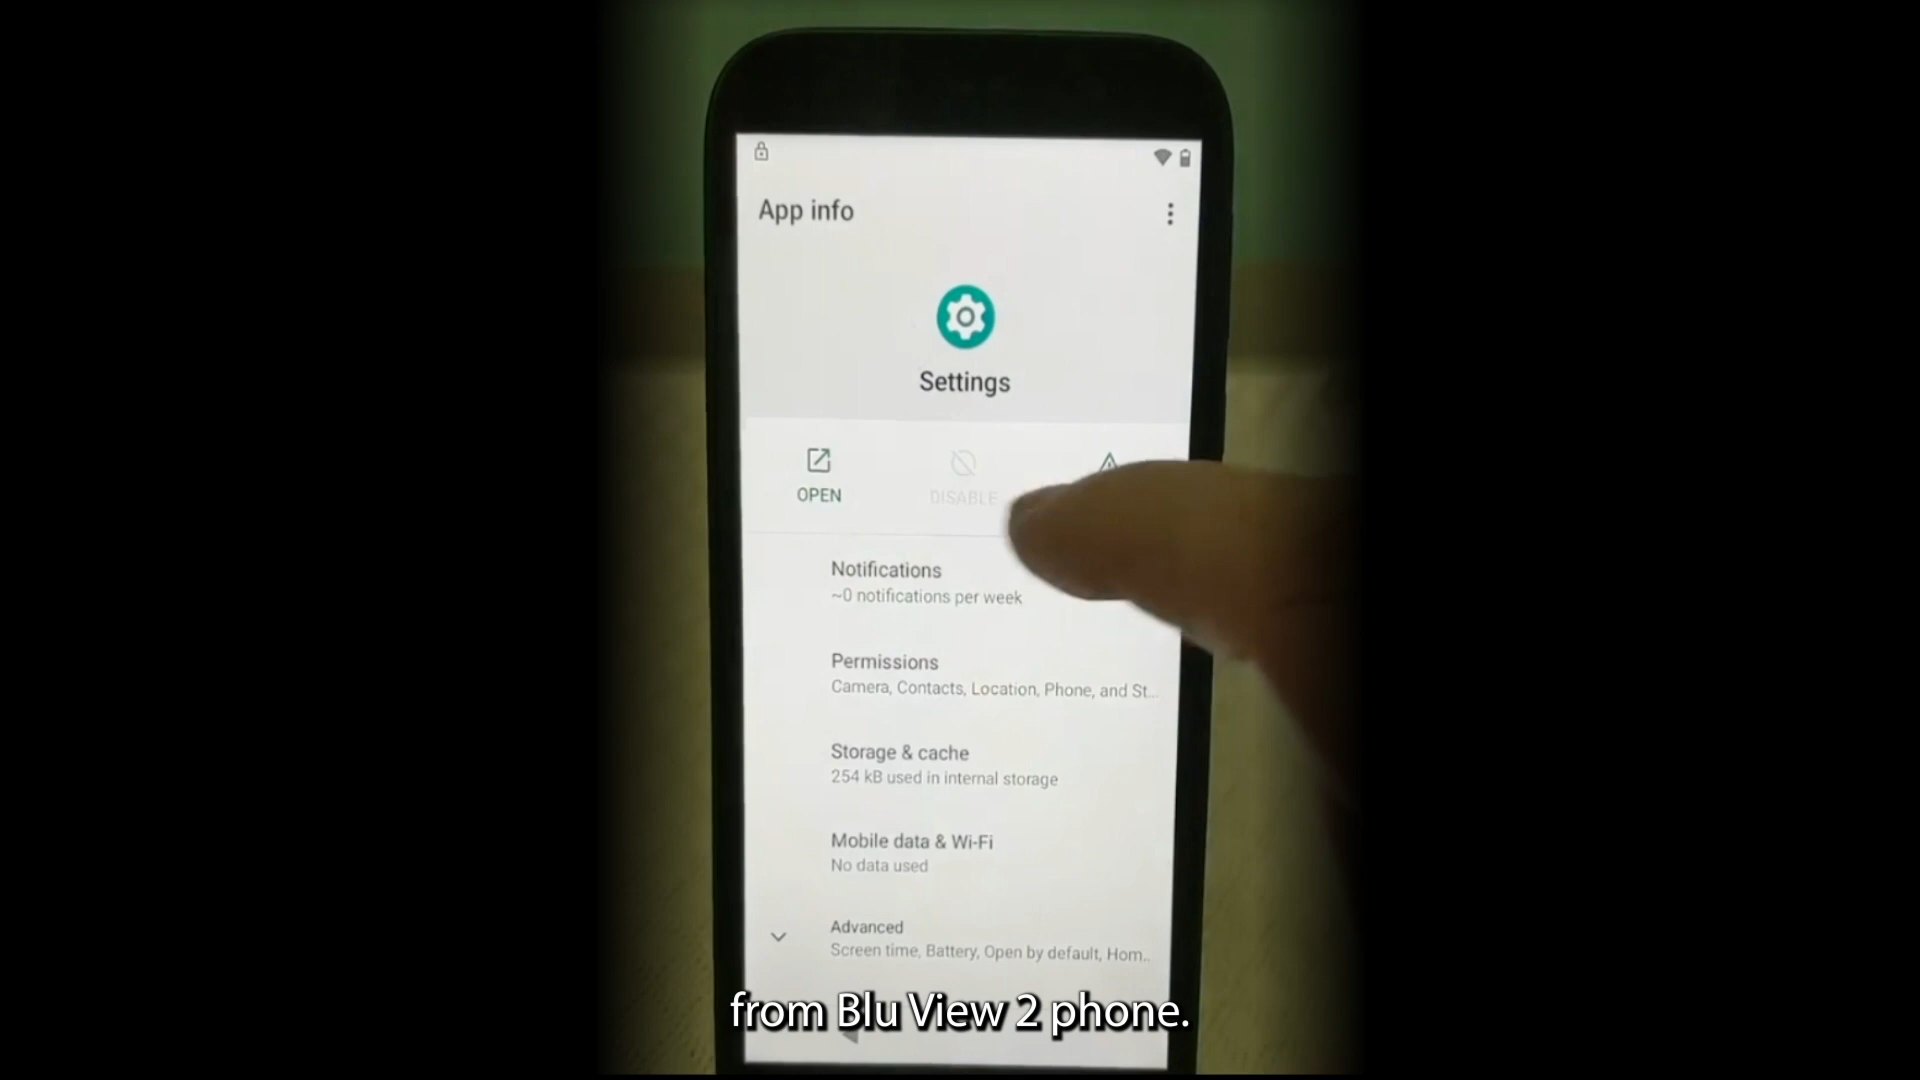 App info
Settings
OPEN
DISABLE
Notifications
~0 notifications per week
Permissions
Camera, Contacts, Location, Phone, and St...
Storage & cache
254 kB used in internal storage
Mobile data & Wi-Fi
No data used
Advanced
Screen time, Battery, Open by default, Hom..
from Blu View 2 phone.